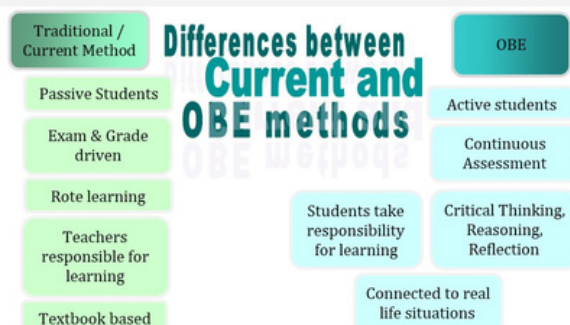 Traditional /
Current Method
Differences between
Current and
OBE methods
OBE
Passive Students
Exam & Grade
driven
Rote learning
Teachers
responsible for
learning
Textbook based
Active students
Continuous
Assessment
Students take
responsibility
for learning
Critical Thinking,
Reasoning,
Reflection
Connected to real
life situations